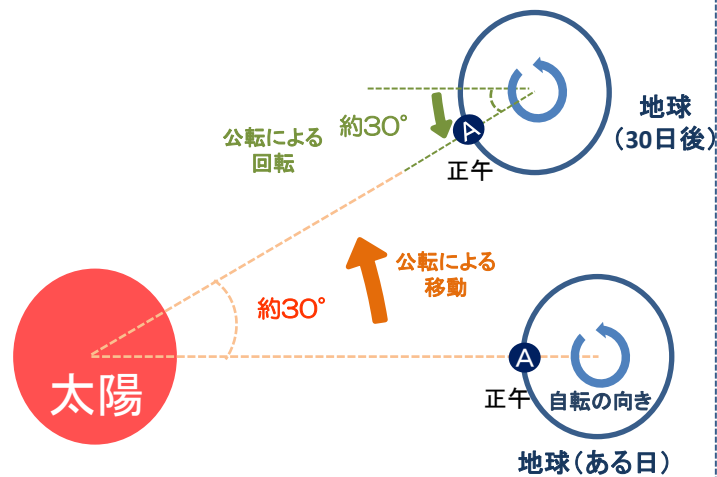 地球
（30日後）
公転による
回転
約30°
A
正午
公転による
移動
約30°
太陽
A
正午
自転の向き
地球（ある日）